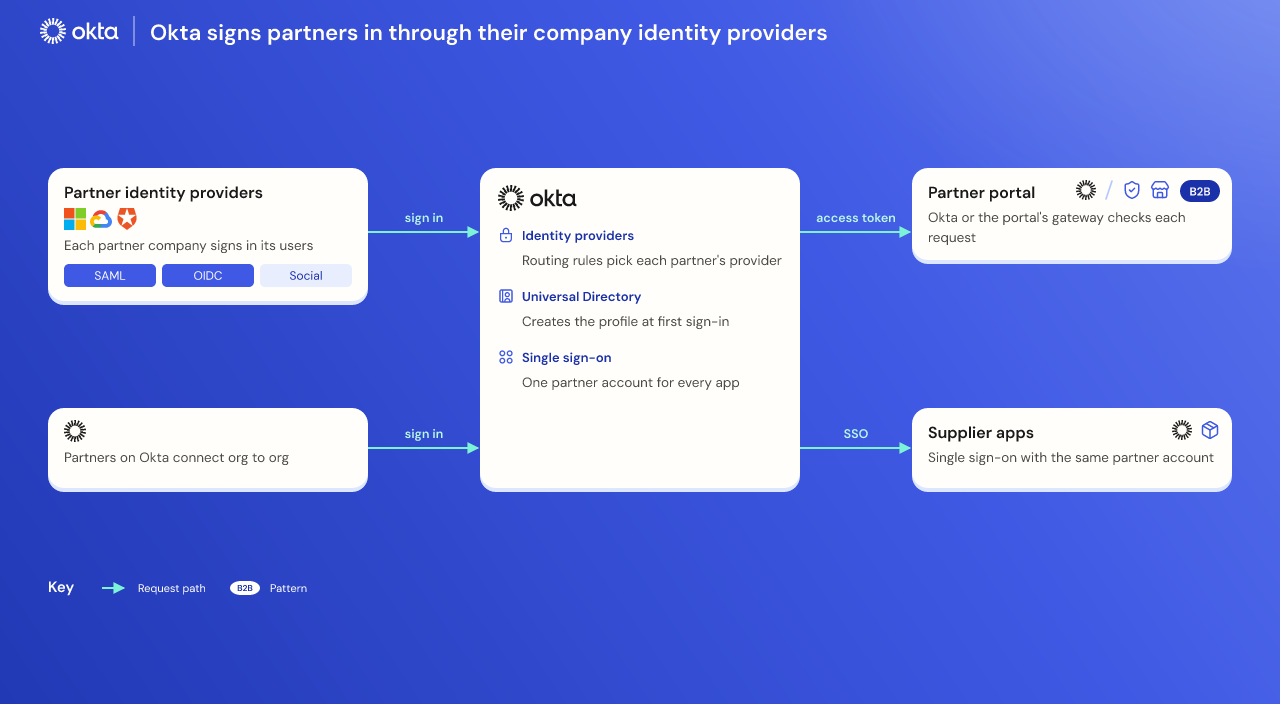 okta
Okta signs partners in through their company identity providers
Partner identity providers
Each partner company signs in its users
SAML
OIDC
Social
sign in
okta
Identity providers
Routing rules pick each partner's provider
Universal Directory
Creates the profile at first sign-in
Single sign-on
One partner account for every app
access token
Partner portal
B2B
Okta or the portal's gateway checks each
request
Partners on Okta connect org to org
sign in
SSO
Supplier apps
Single sign-on with the same partner account
Key
Request path
B2B
Pattern